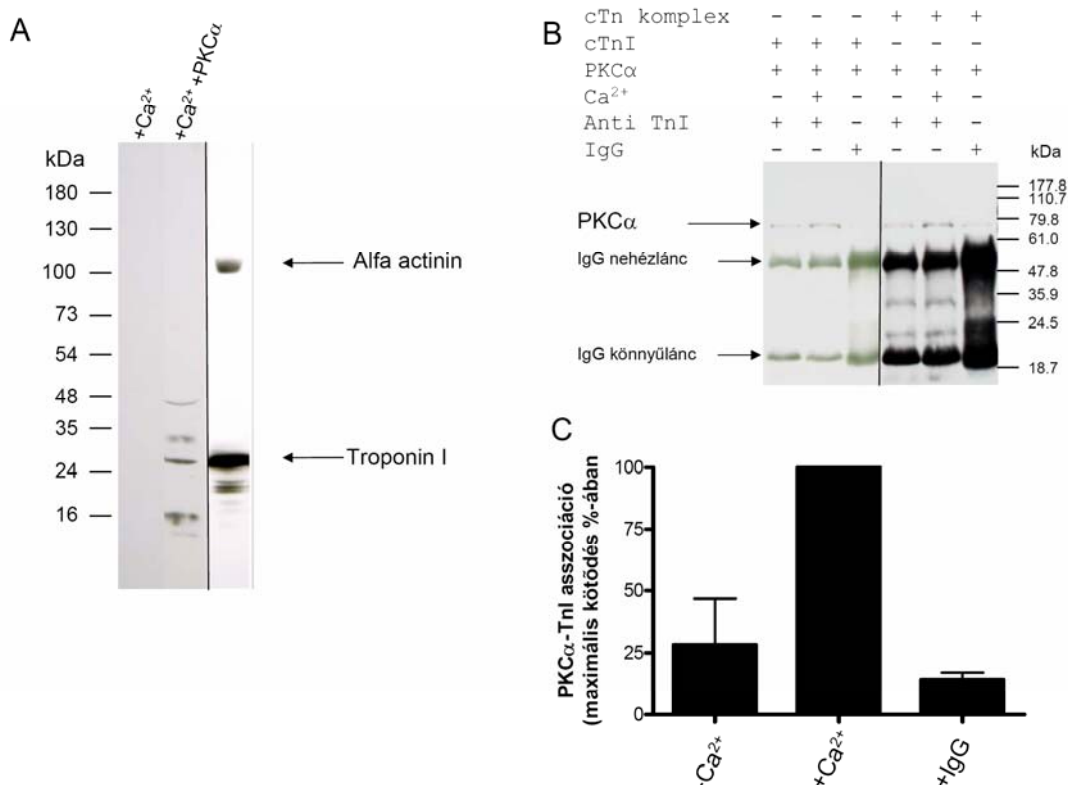 A
+Ca²⁺
+Ca²⁺+PKCα
kDa
180
130
100
73
54
48
35
24
16
Alfa actinin
Troponin I
B
cTn komplex − − − + + +
cTnI + + + − − −
PKCα + + + + + +
Ca²⁺ − + − − + −
Anti TnI + + − + + −
IgG − − + − − +
kDa
177.8
110.7
79.8
61.0
47.8
35.9
24.5
18.7
PKCα
IgG nehézlánc
IgG könnyűlánc
C
PKCα-TnI asszociáció
(maximális kötődés %-ában)
100
75
50
25
0
-Ca²⁺
+Ca²⁺
+IgG